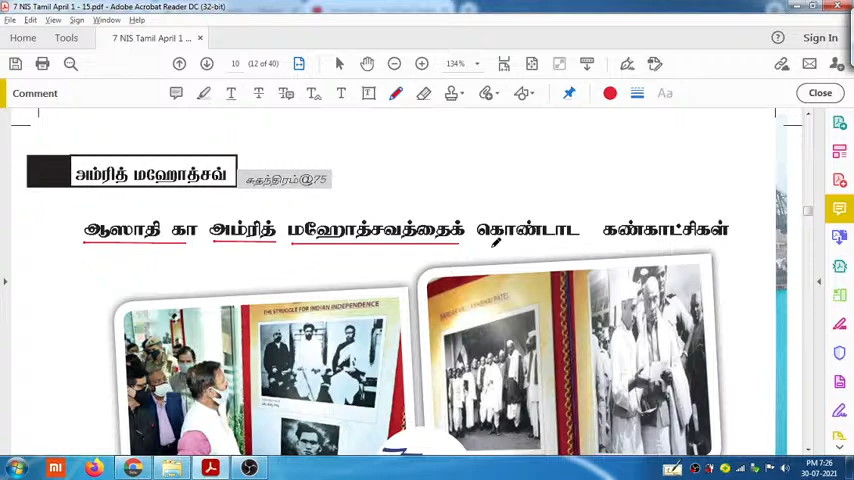 7 NIS Tamil April 1 - 15.pdf - Adobe Acrobat Reader DC (32-bit)
File Edit View Sign Window Help
Home Tools 7 NIS Tamil April 1 ... × Sign In
10 (12 of 40) 134%
Comment Close
அம்ரித் மஹோத்சவ் சுதந்திரம்@75
ஆஸாதி கா அம்ரித் மஹோத்சவத்தைக் கொண்டாட கண்காட்சிகள்
THE STRUGGLE FOR INDIAN INDEPENDENCE
SARDAR VALLABHBHAI PATEL
PM 7:26
30-07-2021